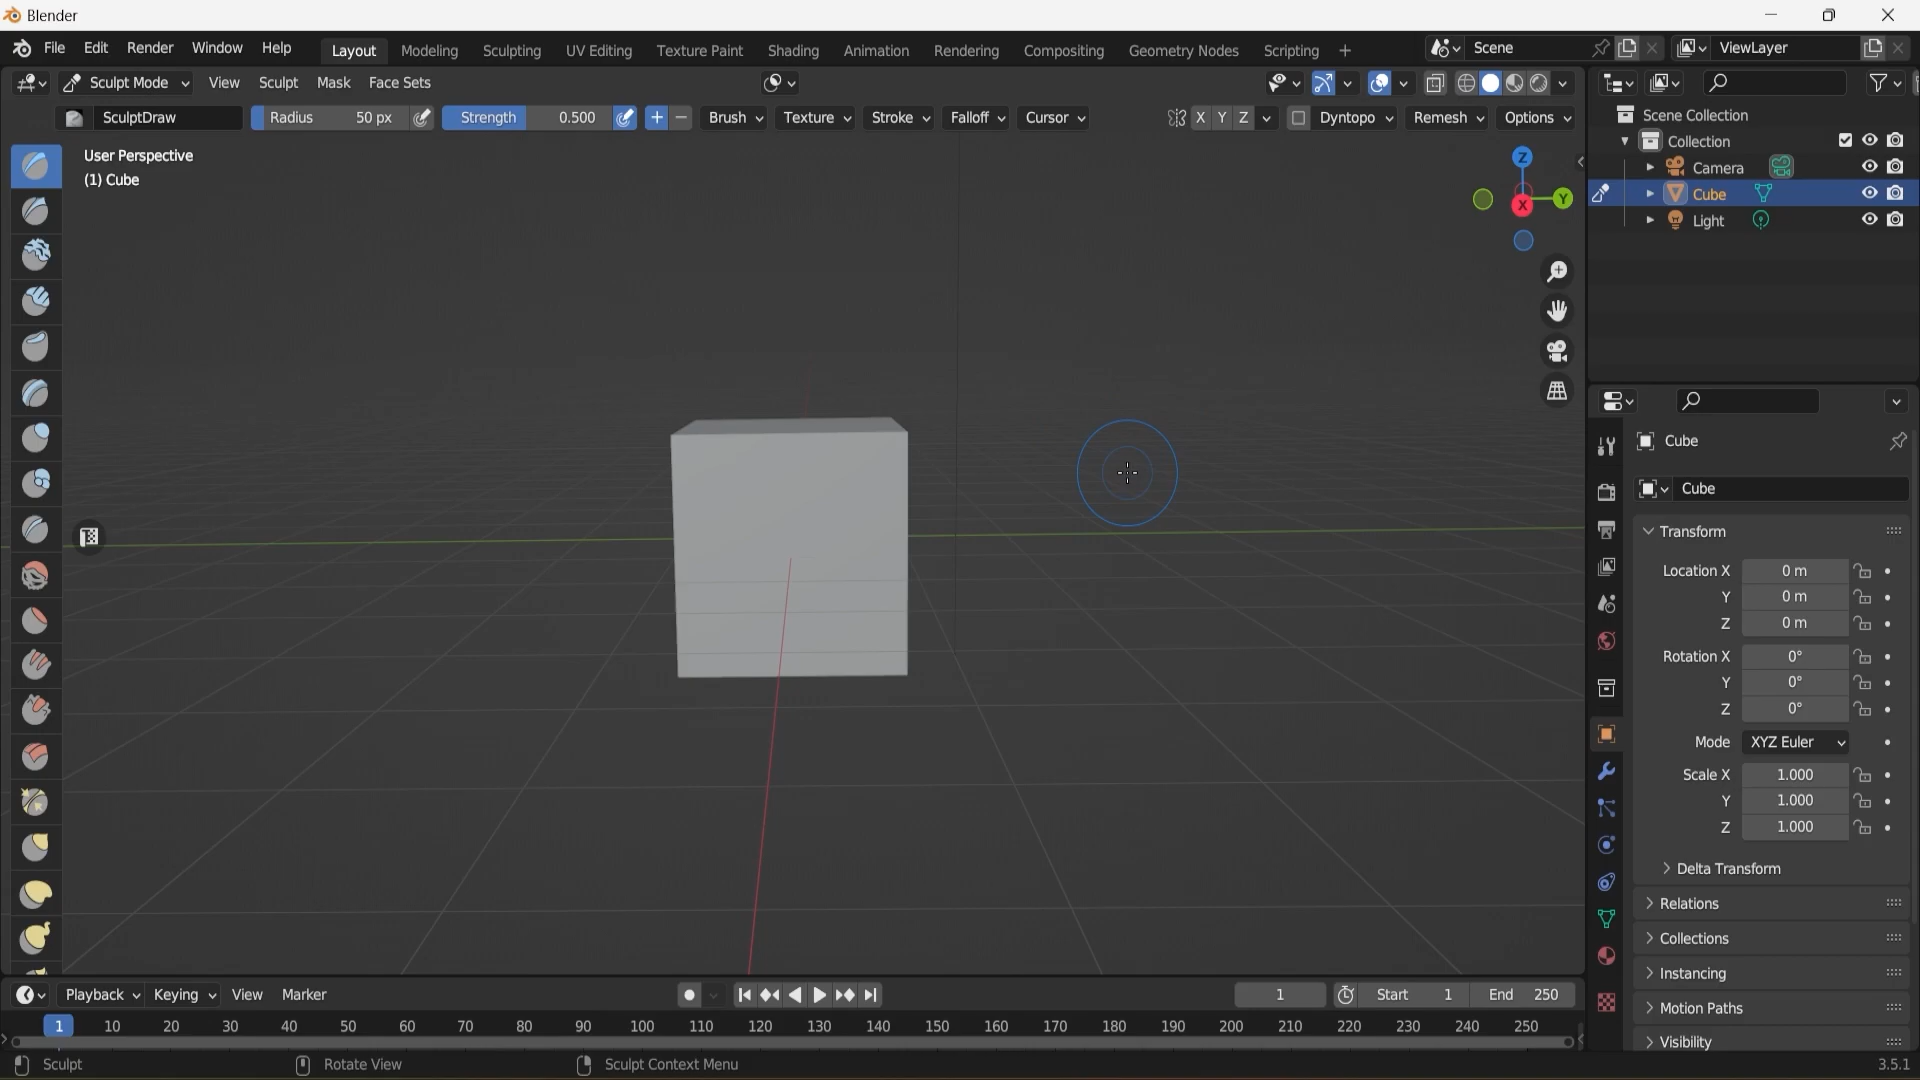 Blender
File Edit Render Window Help Layout Modeling Sculpting UV Editing Texture Paint Shading Animation Rendering Compositing Geometry Nodes Scripting + Scene ViewLayer
Sculpt Mode View Sculpt Mask Face Sets
SculptDraw Radius 50 px Strength 0.500 Brush Texture Stroke Falloff Cursor X Y Z Dyntopo Remesh Options
User Perspective
(1) Cube
Z
Y
X
Scene Collection
Collection
Camera
Cube
Light
Cube
Cube
Transform
Location X 0 m
Y 0 m
Z 0 m
Rotation X 0°
Y 0°
Z 0°
Mode XYZ Euler
Scale X 1.000
Y 1.000
Z 1.000
Delta Transform
Relations
Collections
Instancing
Motion Paths
Visibility
Playback Keying View Marker 1 Start 1 End 250
1 10 20 30 40 50 60 70 80 90 100 110 120 130 140 150 160 170 180 190 200 210 220 230 240 250
Sculpt Rotate View Sculpt Context Menu 3.5.1